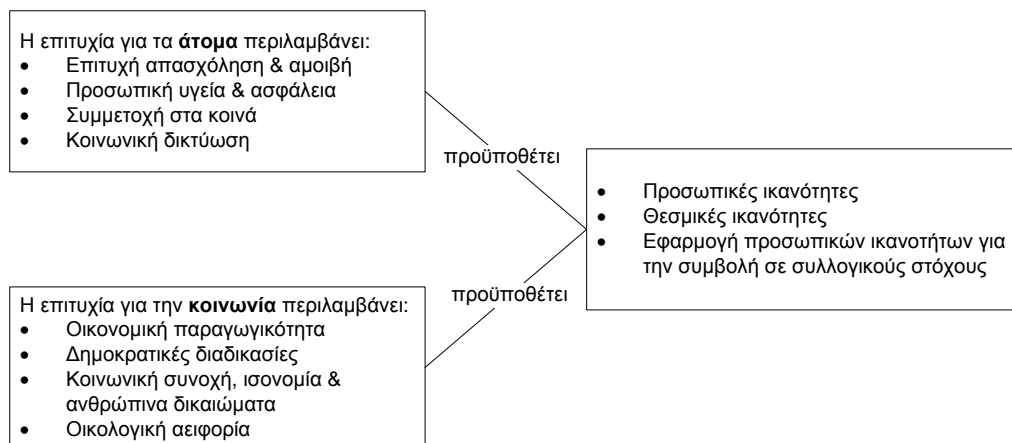 Η επιτυχία για τα άτομα περιλαμβάνει:
• Επιτυχή απασχόληση & αμοιβή
• Προσωπική υγεία & ασφάλεια
• Συμμετοχή στα κοινά
• Κοινωνική δικτύωση
προϋποθέτει
• Προσωπικές ικανότητες
• Θεσμικές ικανότητες
• Εφαρμογή προσωπικών ικανοτήτων για
την συμβολή σε συλλογικούς στόχους
προϋποθέτει
Η επιτυχία για την κοινωνία περιλαμβάνει:
• Οικονομική παραγωγικότητα
• Δημοκρατικές διαδικασίες
• Κοινωνική συνοχή, ισονομία &
ανθρώπινα δικαιώματα
• Οικολογική αειφορία